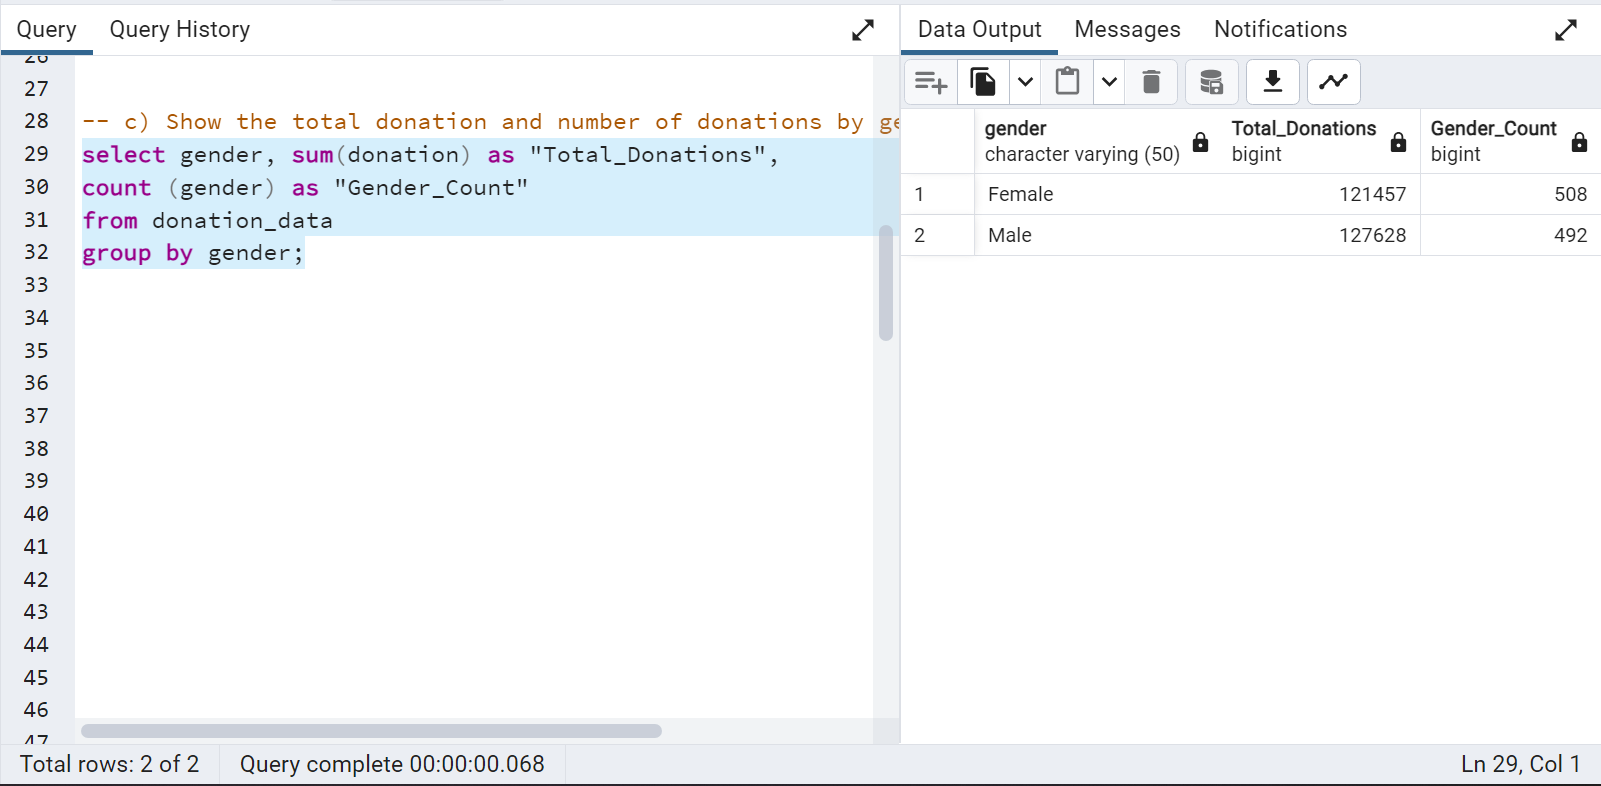 Query Query History
26
27
28 -- c) Show the total donation and number of donations by ge
29 select gender, sum(donation) as "Total_Donations",
30 count (gender) as "Gender_Count"
31 from donation_data
32 group by gender;
33
34
35
36
37
38
39
40
41
42
43
44
45
46
47
Data Output Messages Notifications
gender Total_Donations Gender_Count
character varying (50) bigint bigint
1 Female 121457 508
2 Male 127628 492
Total rows: 2 of 2 Query complete 00:00:00.068 Ln 29, Col 1